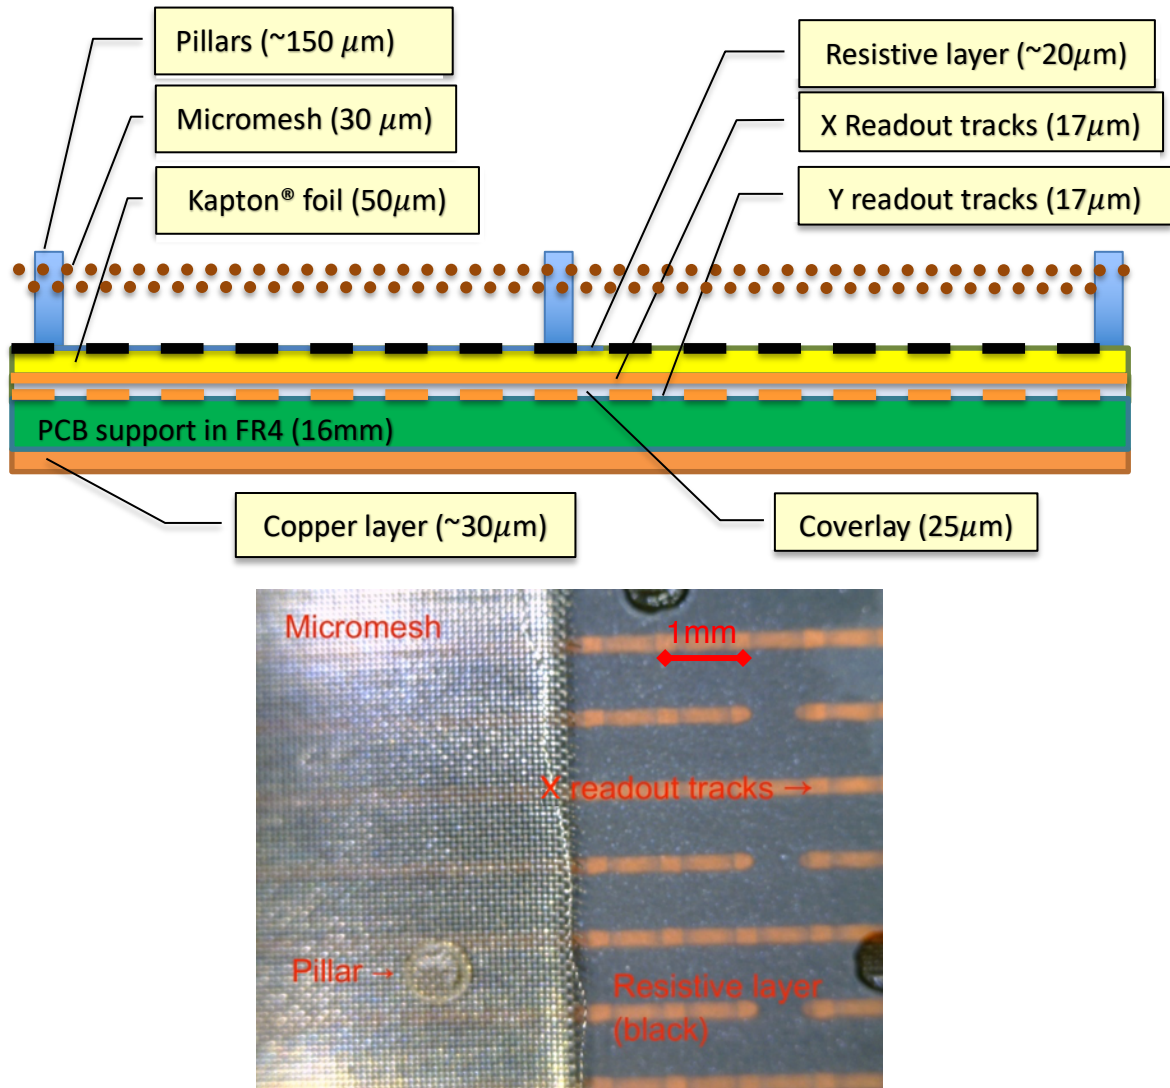 Pillars (~150 𝜇m)
Micromesh (30 𝜇m)
Kapton® foil (50𝜇m)
Resistive layer (~20𝜇m)
X Readout tracks (17𝜇m)
Y readout tracks (17𝜇m)
PCB support in FR4 (16mm)
Copper layer (~30𝜇m)
Coverlay (25𝜇m)
Micromesh
1mm
X readout tracks →
Pillar →
Resistive layer
(black)